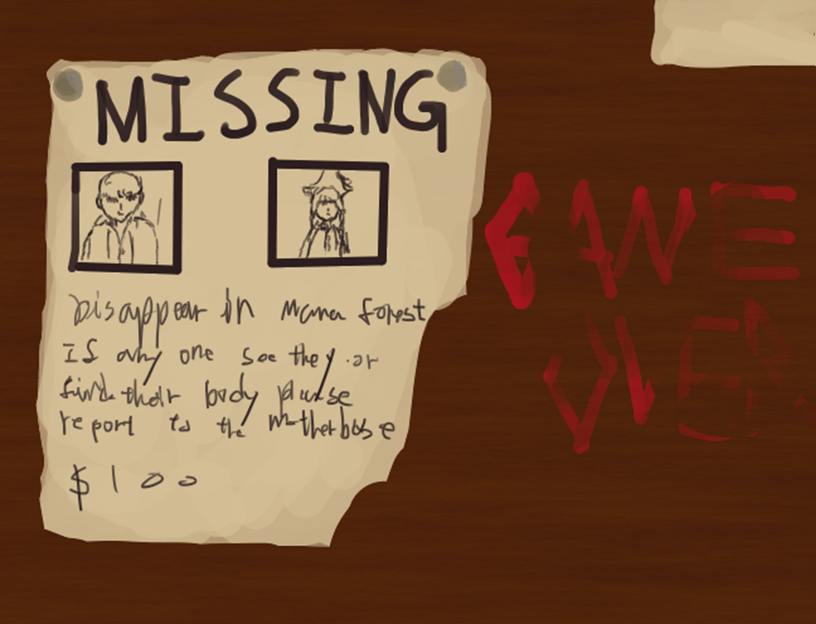 MISSING
Disappear in Mana forest
If any one see they or
find their body please
report to the motherbase
$100
GAME
OVER